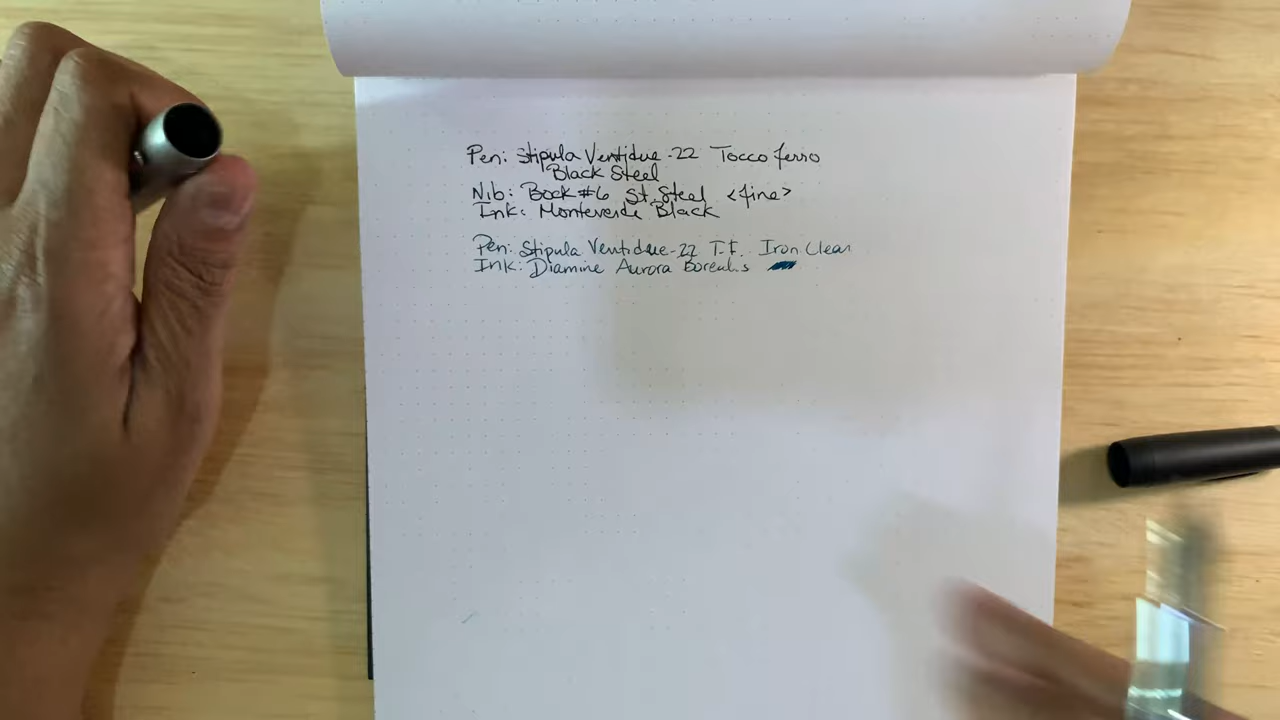 Pen: Stipula Ventidue-22 Tocco ferro
Black Steel
Nib: Bock #6 St. Steel <fine>
Ink: Monteverde Black
Pen: Stipula Ventidue-22 T.F. Iron Clear
Ink: Diamine Aurora Borealis